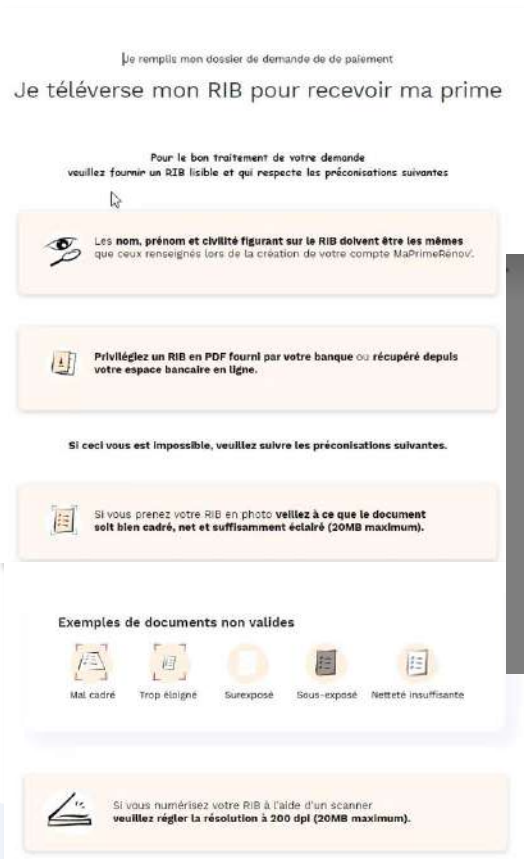 Je remplis mon dossier de demande de de paiement
Je téléverse mon RIB pour recevoir ma prime
Pour le bon traitement de votre demande
veuillez fournir un RIB lisible et qui respecte les préconisations suivantes
Les nom, prénom et civilité figurant sur le RIB doivent être les mêmes
que ceux renseignés lors de la création de votre compte MaPrimeRénov'.
Privilégiez un RIB en PDF fourni par votre banque ou récupéré depuis
votre espace bancaire en ligne.
Si ceci vous est impossible, veuillez suivre les préconisations suivantes.
Si vous prenez votre RIB en photo veillez à ce que le document
soit bien cadré, net et suffisamment éclairé (20MB maximum).
Exemples de documents non valides
Mal cadré Trop éloigné Surexposé Sous-exposé Netteté insuffisante
Si vous numérisez votre RIB à l'aide d'un scanner
veuillez régler la résolution à 200 dpi (20MB maximum).